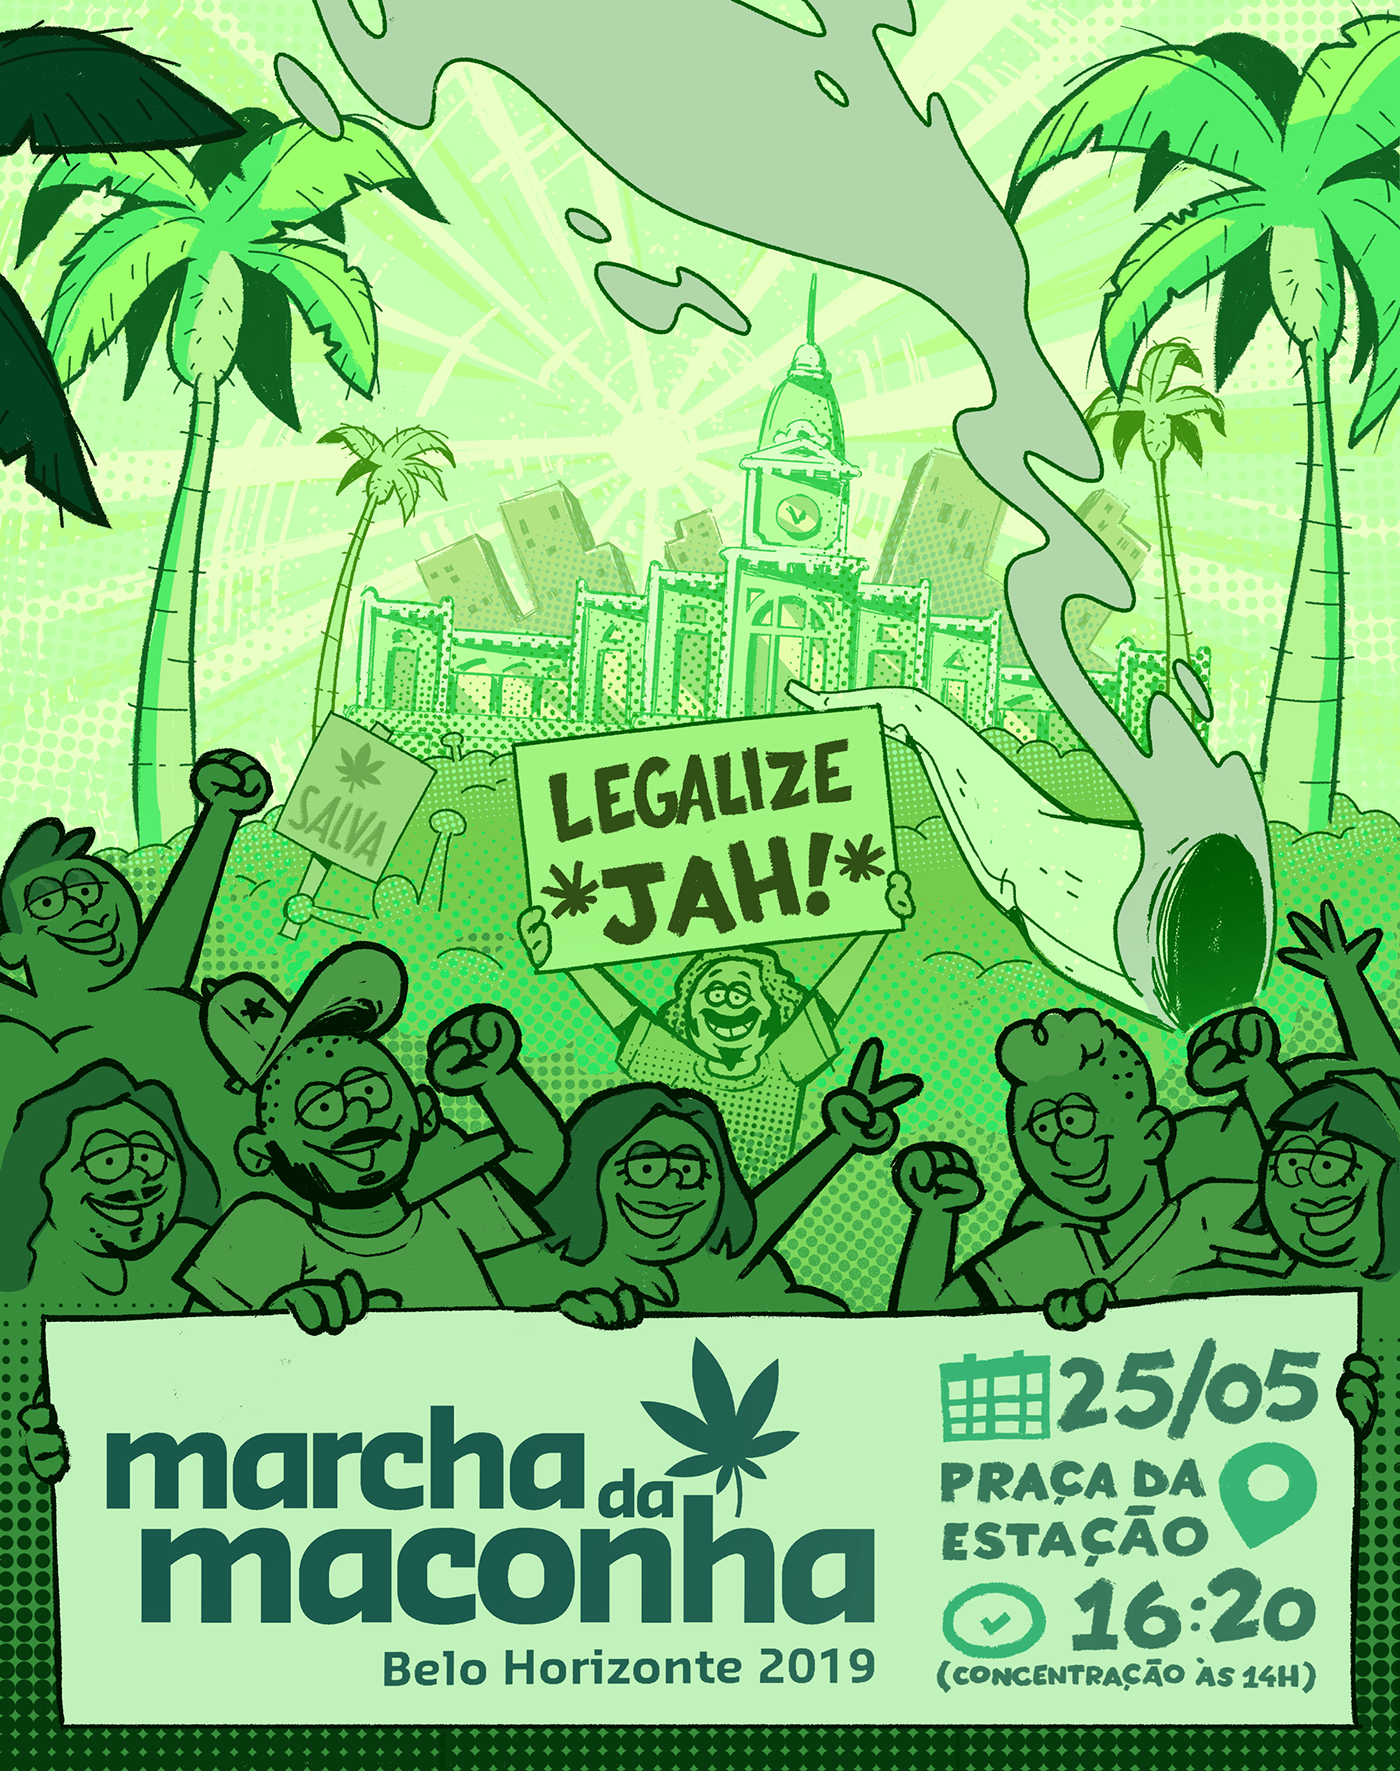 SALVA
LEGALIZE
*JAH!*
marcha da
maconha
Belo Horizonte 2019
25/05
PRAÇA DA
ESTAÇÃO
16:20
(CONCENTRAÇÃO ÀS 14H)